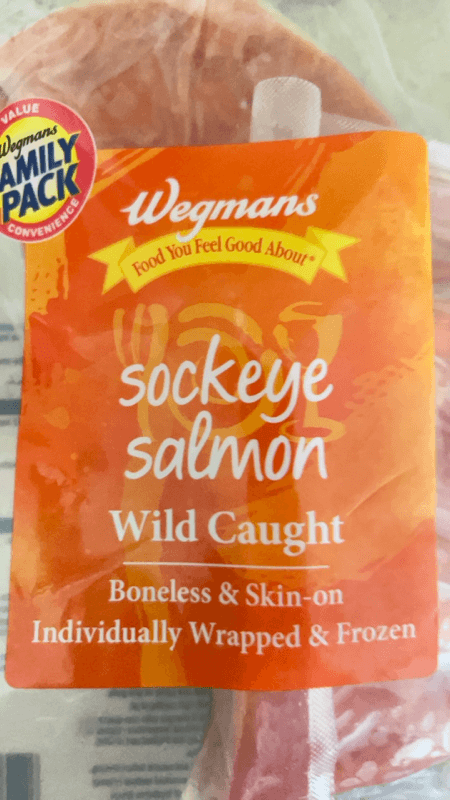 VALUE
Wegmans
FAMILY
PACK
CONVENIENCE
Wegmans
Food You Feel Good About®
sockeye
salmon
Wild Caught
Boneless & Skin-on
Individually Wrapped & Frozen